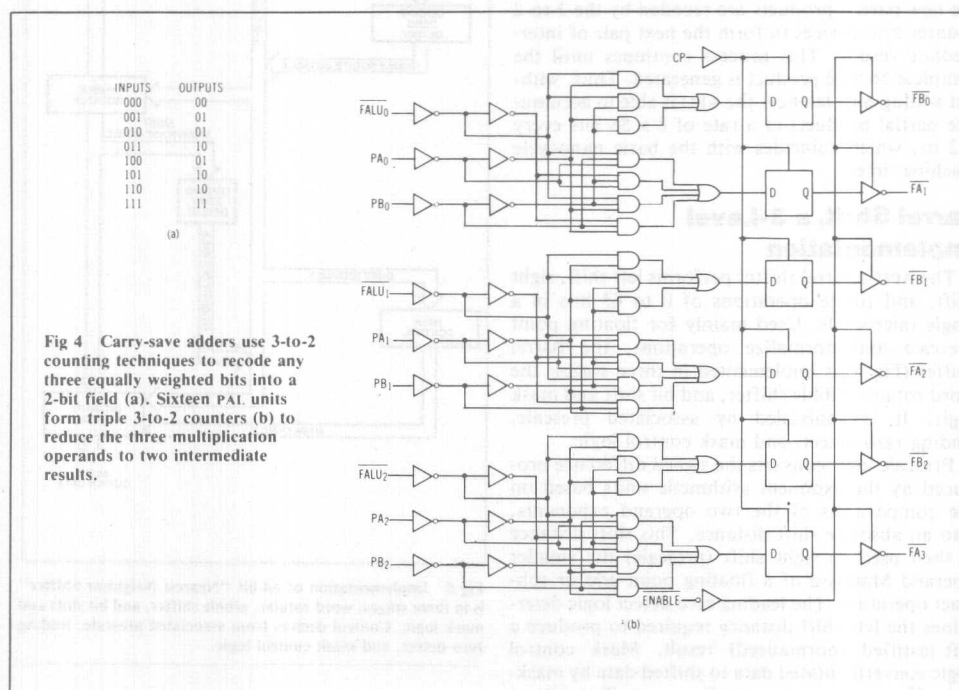 INPUTS OUTPUTS
000 00
001 01
010 01
011 10
100 01
101 10
110 10
111 11
(a)
Fig 4 Carry-save adders use 3-to-2
counting techniques to recode any
three equally weighted bits into a
2-bit field (a). Sixteen PAL units
form triple 3-to-2 counters (b) to
reduce the three multiplication
operands to two intermediate
results.
CP
FALU0
PA0
PB0
D Q
FB0
D Q
FA1
FALU1
PA1
PB1
D Q
FB1
D Q
FA2
FALU2
PA2
PB2
D Q
FB2
D Q
FA3
ENABLE
(b)